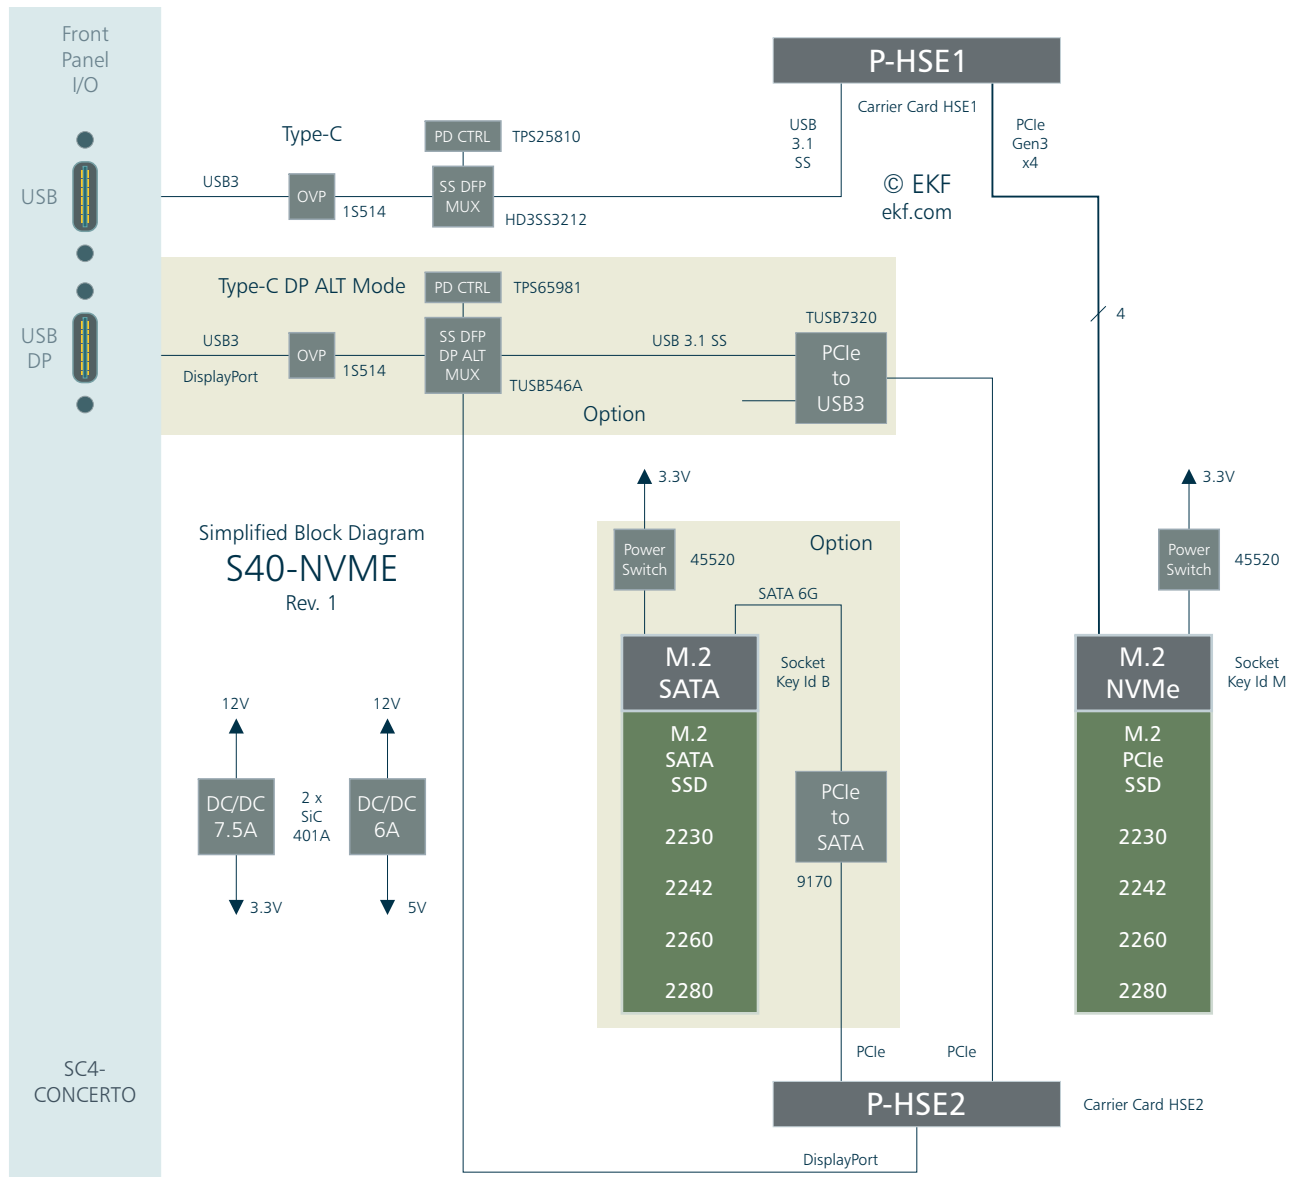 Front
Panel
I/O
USB
USB
DP
SC4-
CONCERTO
P-HSE1
Carrier Card HSE1
USB
3.1
SS
PCIe
Gen3
x4
© EKF
ekf.com
Type-C
PD CTRL
TPS25810
USB3
OVP
1S514
SS DFP
MUX
HD3SS3212
Type-C DP ALT Mode
PD CTRL
TPS65981
USB3
DisplayPort
OVP
1S514
SS DFP
DP ALT
MUX
TUSB546A
USB 3.1 SS
TUSB7320
PCIe
to
USB3
Option
4
Simplified Block Diagram
S40-NVME
Rev. 1
12V
DC/DC
7.5A
3.3V
2 x
SiC
401A
12V
DC/DC
6A
5V
3.3V
Power
Switch
45520
Option
SATA 6G
M.2
SATA
Socket
Key Id B
M.2
SATA
SSD
2230
2242
2260
2280
PCIe
to
SATA
9170
3.3V
Power
Switch
45520
M.2
NVMe
Socket
Key Id M
M.2
PCIe
SSD
2230
2242
2260
2280
PCIe
PCIe
P-HSE2
Carrier Card HSE2
DisplayPort